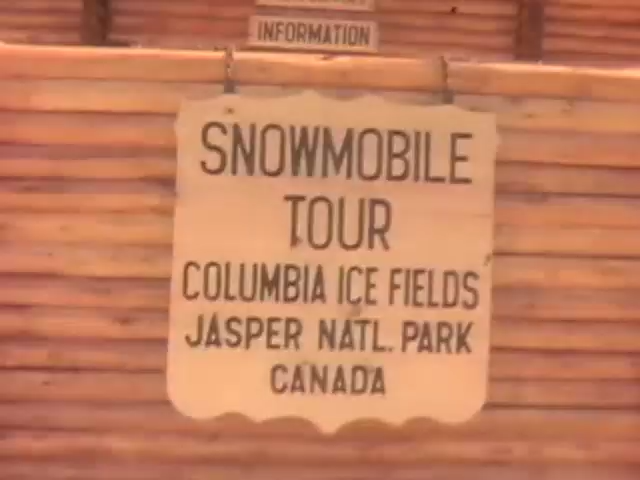 INFORMATION
SNOWMOBILE
TOUR
COLUMBIA ICE FIELDS
JASPER NATL. PARK
CANADA